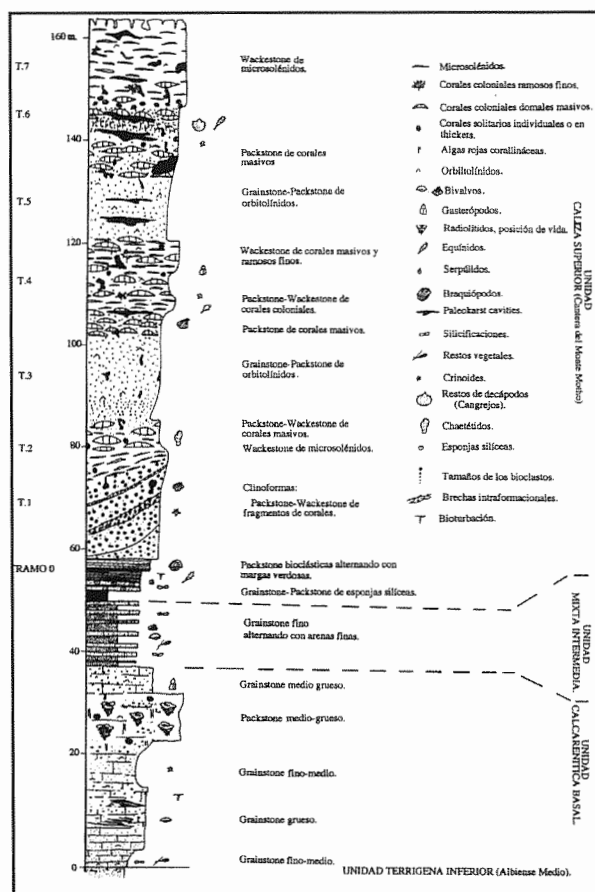 160 m.
T.7
Wackestone de
microsolénidos.
T.6
140
Packstone de corales
masivos
T.5
Grainstone-Packstone de
orbitolínidos.
120
Wackestone de corales masivos y
ramosos finos.
T.4
Packstone-Wackestone de
corales coloniales.
Packstone de corales masivos.
100
Grainstone-Packstone de
orbitolínidos.
T.3
Packstone-Wackestone de
corales masivos.
T.2
80
Wackestone de microsolénidos.
Clinoformas:
T.1
Packstone-Wackestone de
fragmentos de corales.
60
TRAMO 0
Packstone bioclásticas alternando con
margas verdosas.
Grainstone-Packstone de esponjas silíceas.
Grainstone fino
alternando con arenas finas.
40
Grainstone medio grueso.
Packstone medio-grueso.
20
Grainstone fino-medio.
Grainstone grueso.
Grainstone fino-medio.
0
UNIDAD TERRIGENA INFERIOR (Albiense Medio).
Microsolénidos.
Corales coloniales ramosos finos.
Corales coloniales domales masivos.
Corales solitarios individuales o en
thickets.
Algas rojas corallináceas.
Orbitolínidos.
Bivalvos.
Gasterópodos.
Radiolítidos, posición de vida.
Equínidos.
Serpúlidos.
Braquiópodos.
Paleokarst cavities.
Silicificaciones.
Restos vegetales.
Crinoides.
Restos de decápodos
(Cangrejos).
Chaetétidos.
Esponjas silíceas.
Tamaños de los bioclastos.
Brechas intraformacionales.
Bioturbación.
UNIDAD
CALIZA SUPERIOR (Cantera del Monte Motho)
UNIDAD
MIXTA INTERMEDIA.
UNIDAD
CALCARENITICA BASAL.